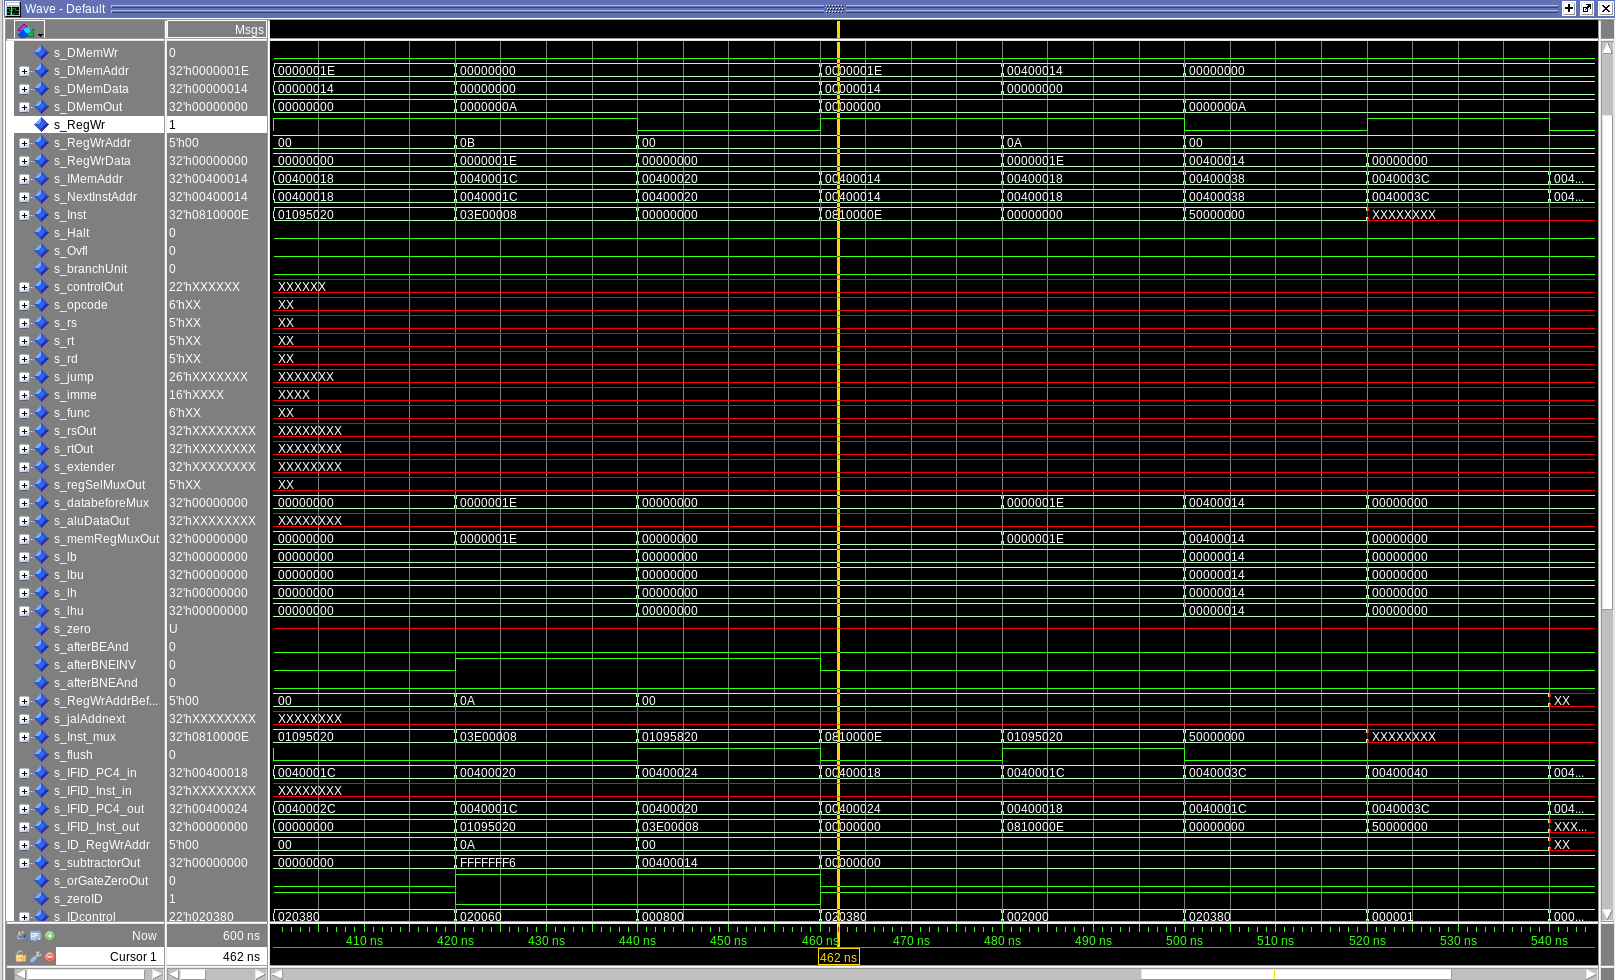 Wave - Default
Msgs
s_DMemWr 0
s_DMemAddr 32'h0000001E 0000001E 00000000 0000001E 00400014 00000000
s_DMemData 32'h00000014 00000014 00000000 00000014 00000000
s_DMemOut 32'h00000000 00000000 0000000A 00000000 0000000A
s_RegWr 1
s_RegWrAddr 5'h00 00 0B 00 0A 00
s_RegWrData 32'h00000000 00000000 0000001E 00000000 0000001E 00400014 00000000
s_IMemAddr 32'h00400014 00400018 0040001C 00400020 00400014 00400018 00400038 0040003C 004...
s_NextInstAddr 32'h00400014 00400018 0040001C 00400020 00400014 00400018 00400038 0040003C 004...
s_Inst 32'h0810000E 01095020 03E00008 00000000 0810000E 00000000 50000000 XXXXXXXX
s_Halt 0
s_Ovfl 0
s_branchUnit 0
s_controlOut 22'hXXXXXX XXXXXX
s_opcode 6'hXX XX
s_rs 5'hXX XX
s_rt 5'hXX XX
s_rd 5'hXX XX
s_jump 26'hXXXXXXX XXXXXXX
s_imme 16'hXXXX XXXX
s_func 6'hXX XX
s_rsOut 32'hXXXXXXXX XXXXXXXX
s_rtOut 32'hXXXXXXXX XXXXXXXX
s_extender 32'hXXXXXXXX XXXXXXXX
s_regSelMuxOut 5'hXX XX
s_databeforeMux 32'h00000000 00000000 0000001E 00000000 0000001E 00400014 00000000
s_aluDataOut 32'hXXXXXXXX XXXXXXXX
s_memRegMuxOut 32'h00000000 00000000 0000001E 00000000 0000001E 00400014 00000000
s_lb 32'h00000000 00000000 00000000 00000014 00000000
s_lbu 32'h00000000 00000000 00000000 00000014 00000000
s_lh 32'h00000000 00000000 00000000 00000014 00000000
s_lhu 32'h00000000 00000000 00000000 00000014 00000000
s_zero U
s_afterBEAnd 0
s_afterBNEINV 0
s_afterBNEAnd 0
s_RegWrAddrBef... 5'h00 00 0A 00 XX
s_jalAddnext 32'hXXXXXXXX XXXXXXXX
s_Inst_mux 32'h0810000E 01095020 03E00008 01095820 0810000E 01095020 50000000 XXXXXXXX
s_flush 0
s_IFID_PC4_in 32'h00400018 0040001C 00400020 00400024 00400018 0040001C 0040003C 00400040 004...
s_IFID_Inst_in 32'hXXXXXXXX XXXXXXXX
s_IFID_PC4_out 32'h00400024 0040002C 0040001C 00400020 00400024 00400018 0040001C 0040003C 004...
s_IFID_Inst_out 32'h00000000 00000000 01095020 03E00008 00000000 0810000E 00000000 50000000 XXX...
s_ID_RegWrAddr 5'h00 00 0A 00 XX
s_subtractorOut 32'h00000000 00000000 FFFFFFF6 00400014 00000000
s_orGateZeroOut 0
s_zeroID 1
s_IDcontrol 22'h020380 020380 020060 000800 020380 002000 020380 000001 000...
Now 600 ns 410 ns 420 ns 430 ns 440 ns 450 ns 460 ns 470 ns 480 ns 490 ns 500 ns 510 ns 520 ns 530 ns 540 ns
Cursor 1 462 ns 462 ns